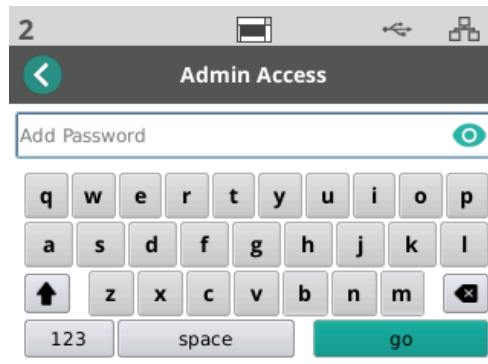 2
Admin Access
Add Password
q w e r t y u i o p
a s d f g h j k l
z x c v b n m
123 space go